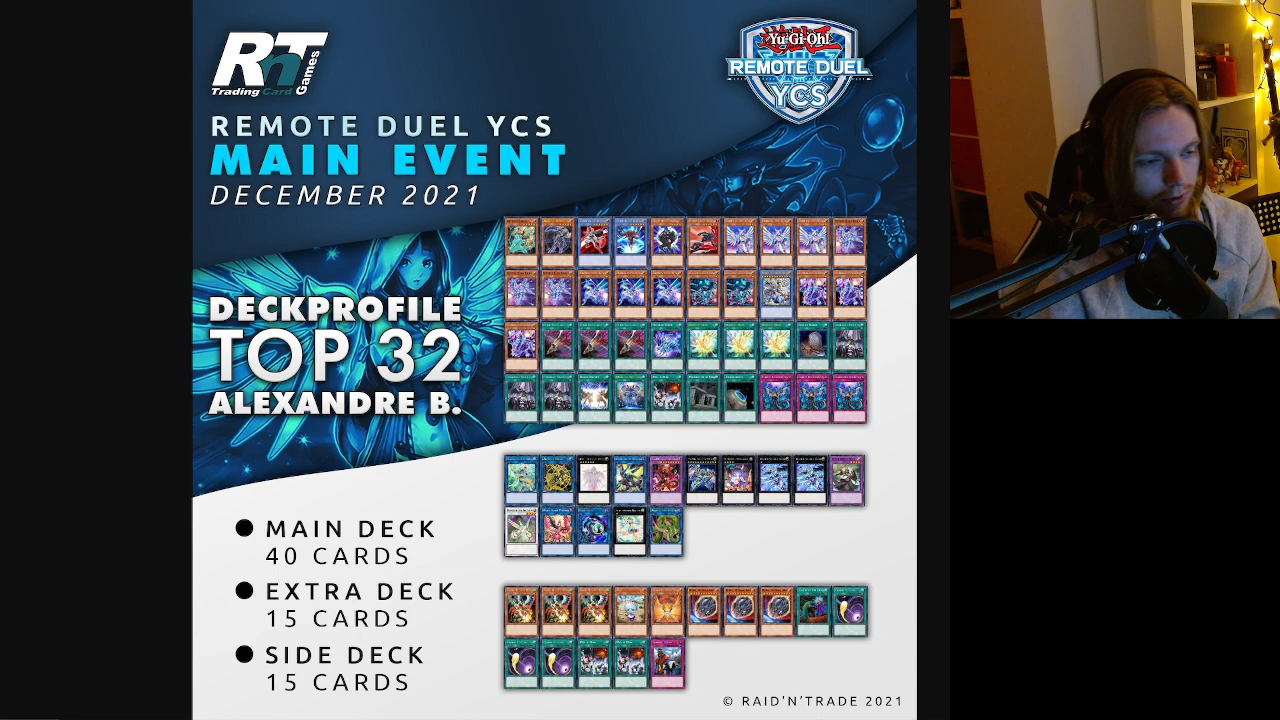 RnT
Trading Card Games
Yu-Gi-Oh!
REMOTE DUEL
YCS
REMOTE DUEL YCS
MAIN EVENT
DECEMBER 2021
DECKPROFILE
TOP 32
ALEXANDRE B.
MAIN DECK
40 CARDS
EXTRA DECK
15 CARDS
SIDE DECK
15 CARDS
© RAID'N'TRADE 2021